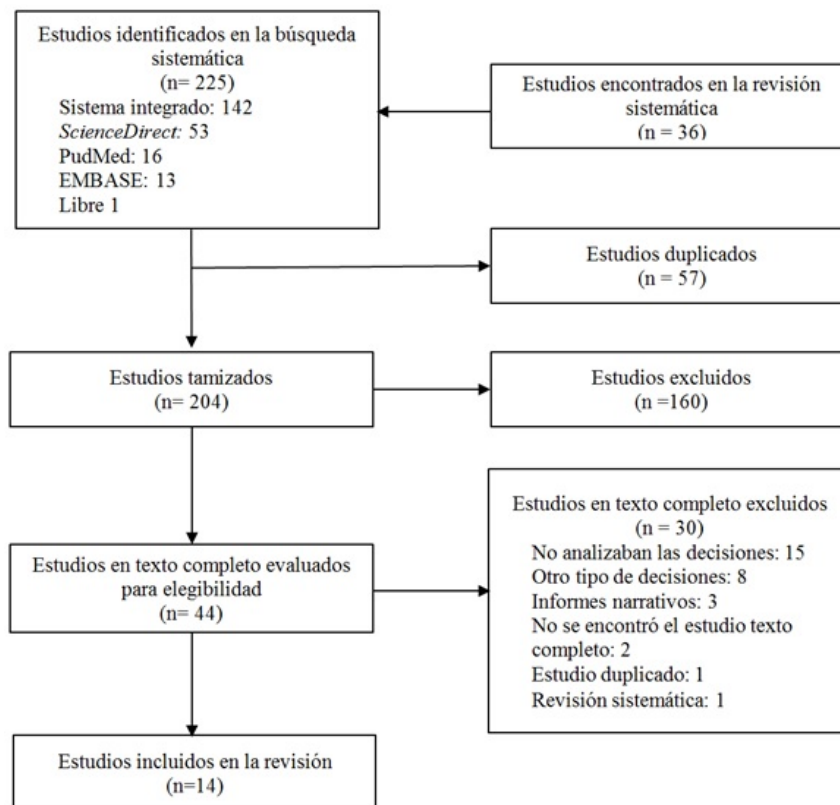 Estudios identificados en la búsqueda
sistemática
(n= 225)
Sistema integrado: 142
ScienceDirect: 53
PudMed: 16
EMBASE: 13
Libre 1
Estudios encontrados en la revisión
sistemática
(n = 36)
Estudios duplicados
(n = 57)
Estudios tamizados
(n= 204)
Estudios excluidos
(n =160)
Estudios en texto completo evaluados
para elegibilidad
(n= 44)
Estudios en texto completo excluidos
(n = 30)
No analizaban las decisiones: 15
Otro tipo de decisiones: 8
Informes narrativos: 3
No se encontró el estudio texto
completo: 2
Estudio duplicado: 1
Revisión sistemática: 1
Estudios incluidos en la revisión
(n=14)